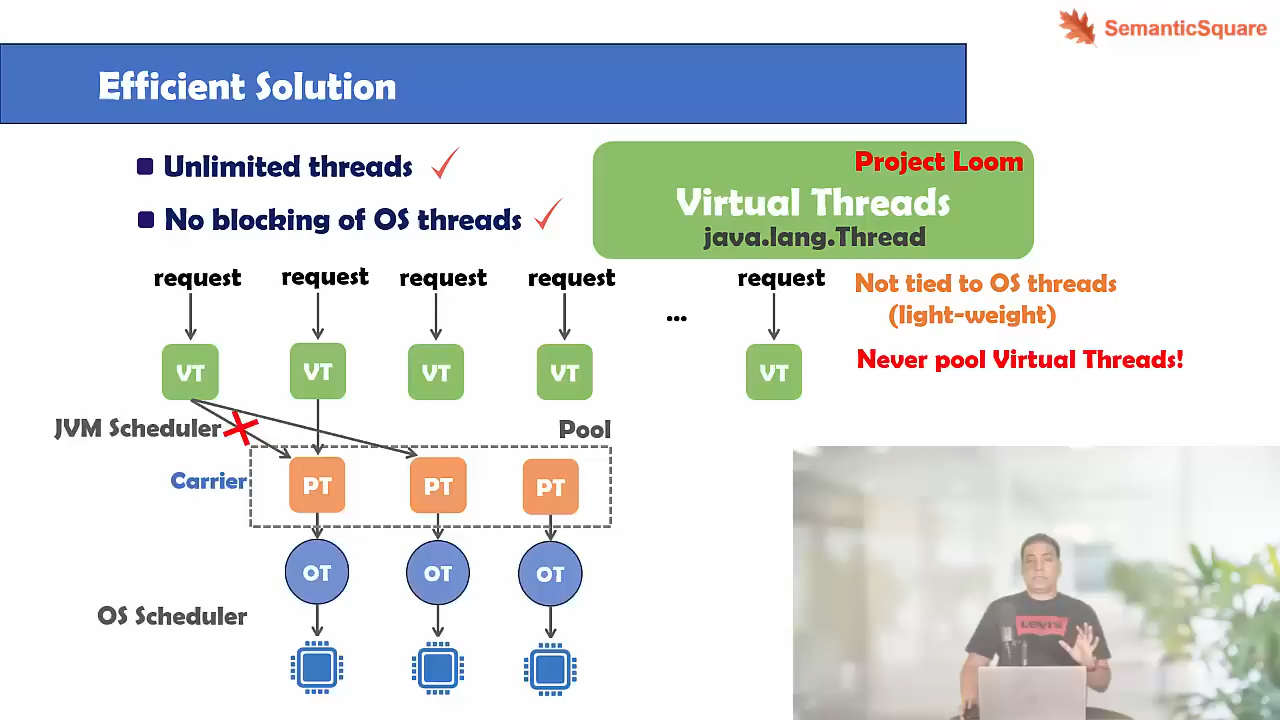 SemanticSquare
Efficient Solution
Unlimited threads
No blocking of OS threads
Project Loom
Virtual Threads
java.lang.Thread
request
request
request
request
...
request
Not tied to OS threads
(light-weight)
VT
VT
VT
VT
VT
Never pool Virtual Threads!
JVM Scheduler
Pool
Carrier
PT
PT
PT
OT
OT
OT
OS Scheduler
LEVI'S